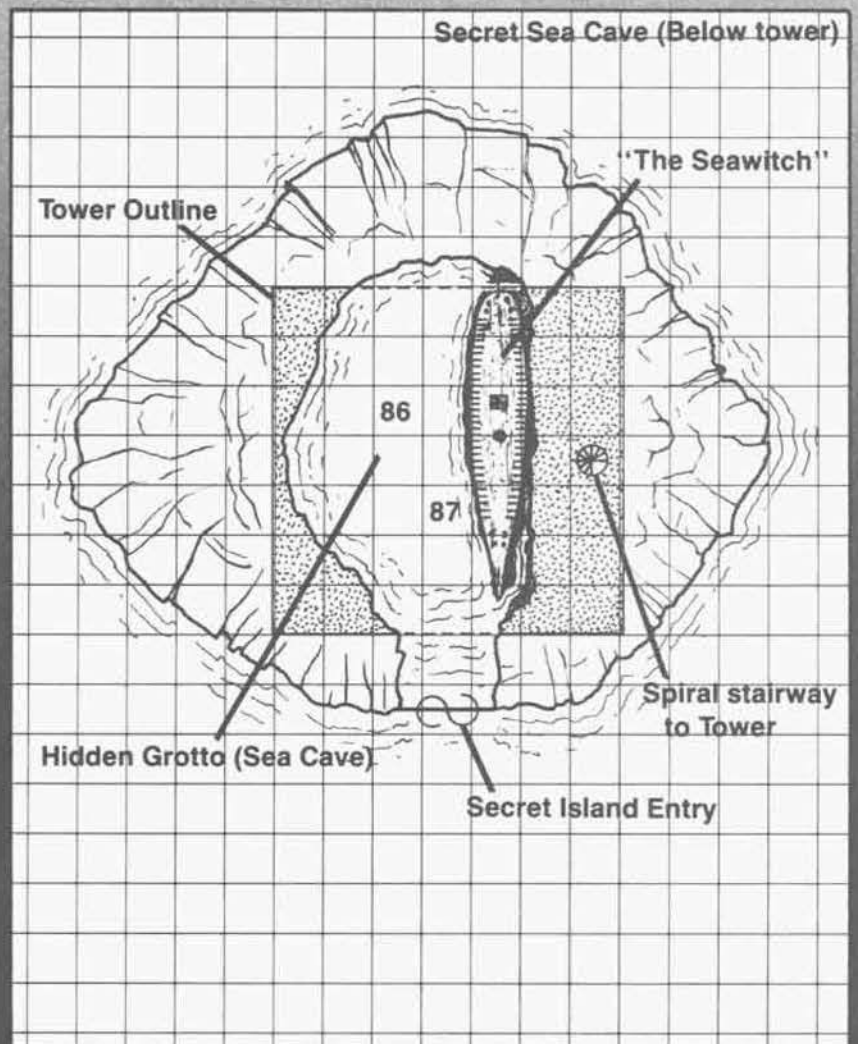 Secret Sea Cave (Below tower)
"The Seawitch"
Tower Outline
86
87
Spiral stairway
to Tower
Hidden Grotto (Sea Cave)
Secret Island Entry